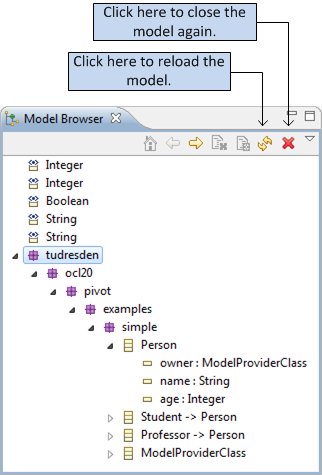 Click here to close the
model again.
Click here to reload the
model.
Model Browser
Integer
Integer
Boolean
String
String
tudresden
ocl20
pivot
examples
simple
Person
owner : ModelProviderClass
name : String
age : Integer
Student -> Person
Professor -> Person
ModelProviderClass